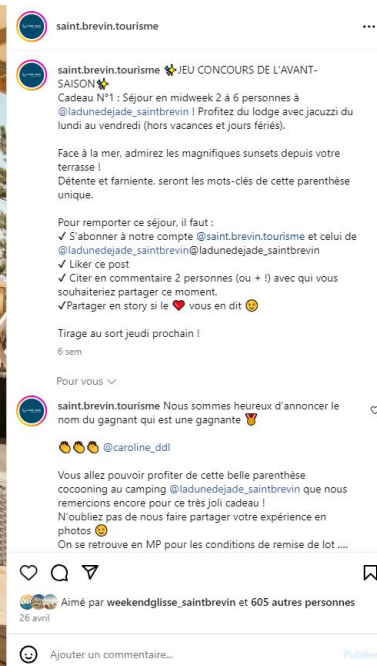 saint.brevin.tourisme
saint.brevin.tourisme ✨JEU CONCOURS DE L'AVANT-
SAISON✨
Cadeau N°1 : Séjour en midweek 2 à 6 personnes à
@ladunedejade_saintbrevin ! Profitez du lodge avec jacuzzi du
lundi au vendredi (hors vacances et jours fériés).
Face à la mer, admirez les magnifiques sunsets depuis votre
terrasse !
Détente et farniente, seront les mots-clés de cette parenthèse
unique.
Pour remporter ce séjour, il faut :
✓ S'abonner à notre compte @saint.brevin.tourisme et celui de
@ladunedejade_saintbrevin@ladunedejade_saintbrevin
✓ Liker ce post
✓ Citer en commentaire 2 personnes (ou + !) avec qui vous
souhaiteriez partager ce moment.
✓Partager en story si le ❤️ vous en dit 😉
Tirage au sort jeudi prochain !
6 sem
Pour vous
saint.brevin.tourisme Nous sommes heureux d'annoncer le
nom du gagnant qui est une gagnante 🏅
👏👏👏 @caroline_ddl
Vous allez pouvoir profiter de cette belle parenthèse
cocooning au camping @ladunedejade_saintbrevin que nous
remercions encore pour ce très joli cadeau !
N'oubliez pas de nous faire partager votre expérience en
photos 😉
On se retrouve en MP pour les conditions de remise de lot ....
Aimé par weekendglisse_saintbrevin et 605 autres personnes
26 avril
Ajouter un commentaire...
Publier